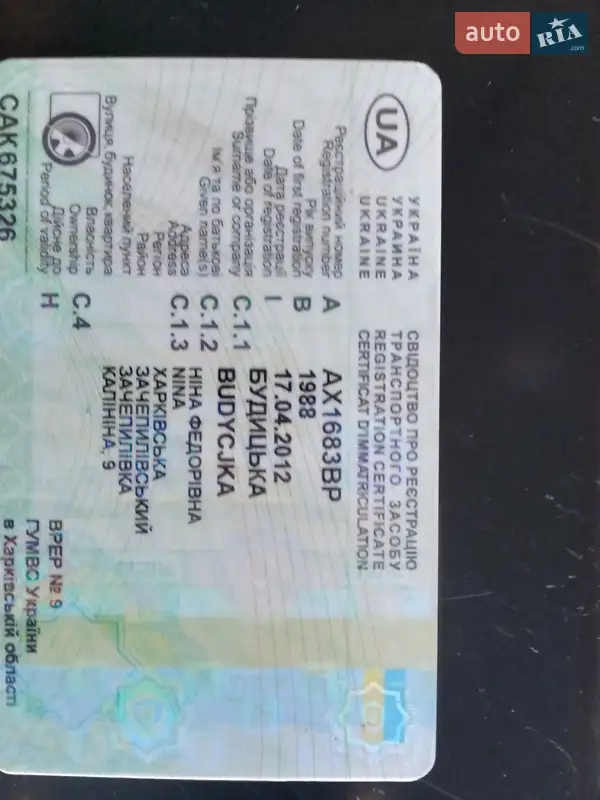 auto RIA .com
UA
УКРАЇНА
УКРАИНА
UKRAINE
UKRAINE
СВІДОЦТВО ПРО РЕЄСТРАЦІЮ
ТРАНСПОРТНОГО ЗАСОБУ
REGISTRATION CERTIFICATE
CERTIFICAT D'IMMATRICULATION
Реєстраційний номер
Registration number
A AX1683BP
Рік випуску
Date of first registration
B 1988
Дата реєстрації
Date of registration
I 17.04.2012
Прізвище або організація
Surname or company
C.1.1 БУДИЦЬКА
BUDYCJKA
Ім'я та по батькові
Given name(s)
C.1.2 НІНА ФЕДОРІВНА
NINA
Адреса
Address
C.1.3
Регіон ХАРКІВСЬКА
Район ЗАЧЕПИЛІВСЬКИЙ
Населений пункт ЗАЧЕПИЛІВКА
Вулиця, будинок, квартира КАЛІНІНА, 9
Власність
Ownership
C.4
Дійсне до
Period of validity
H
ВРЕР № 9
ГУМВС України
в Харківській області
САК675326